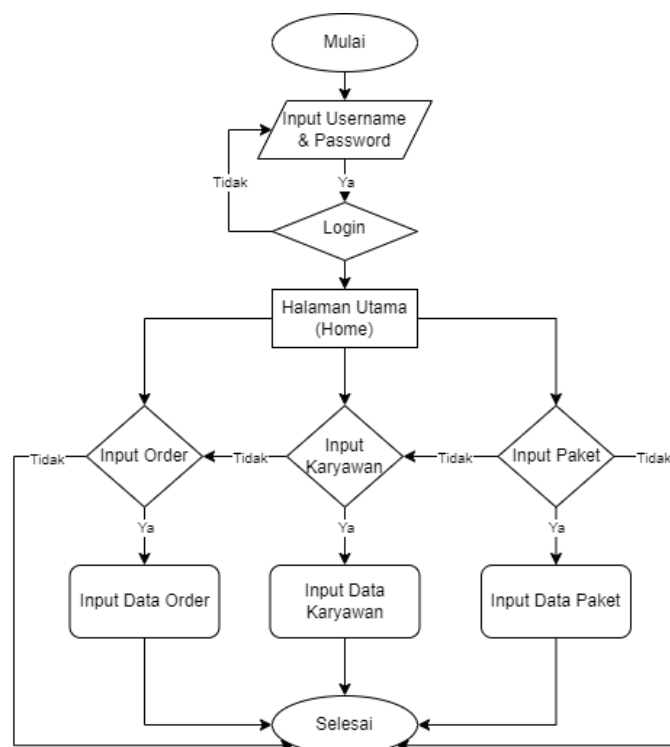 Mulai
Input Username
& Password
Tidak
Ya
Login
Halaman Utama
(Home)
Tidak
Input Order
Tidak
Input
Karyawan
Tidak
Input Paket
Tidak
Ya
Ya
Ya
Input Data Order
Input Data
Karyawan
Input Data Paket
Selesai